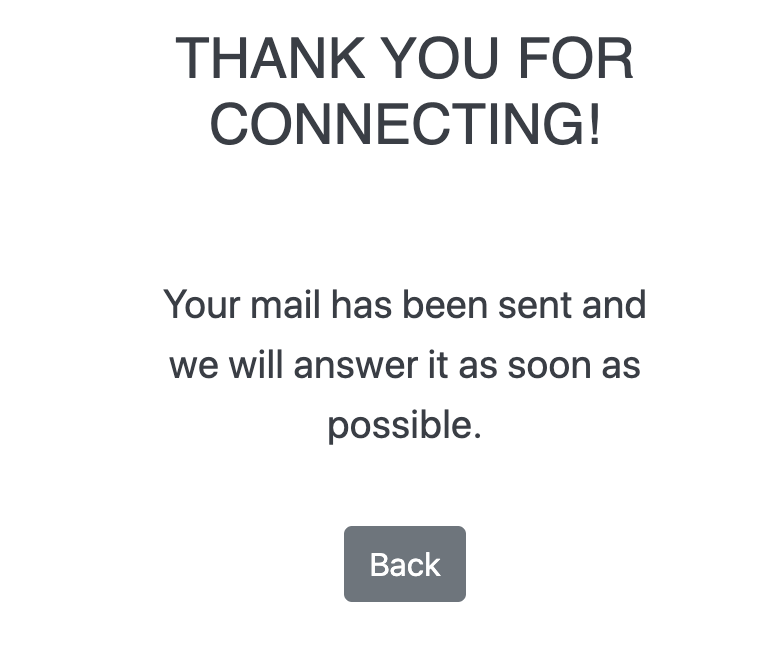 THANK YOU FOR
CONNECTING!
Your mail has been sent and
we will answer it as soon as
possible.
Back